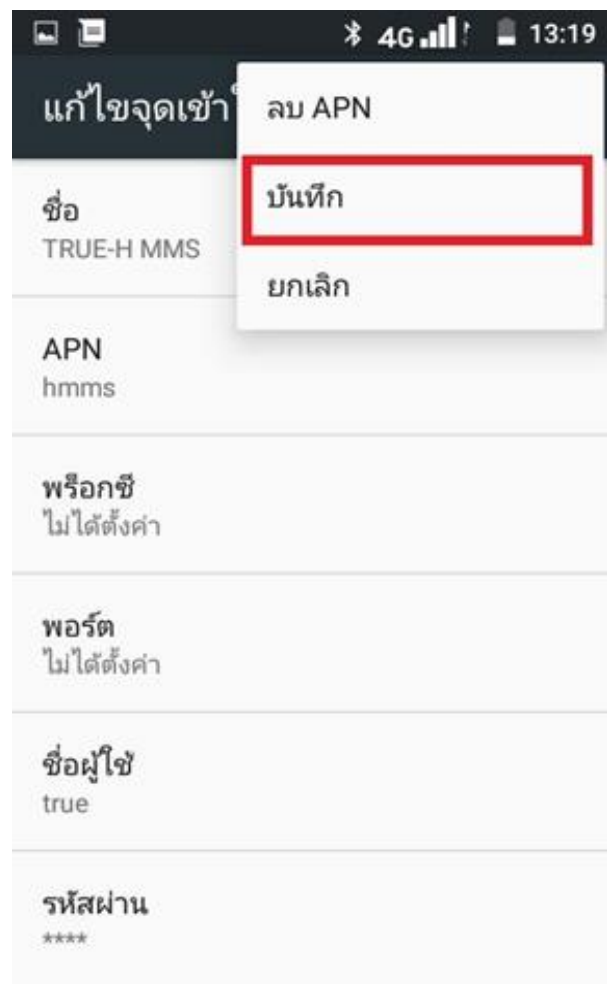 4G 13:19
แก้ไขจุดเข้า
ลบ APN
บันทึก
ยกเลิก
ชื่อ
TRUE-H MMS
APN
hmms
พร็อกซี
ไม่ได้ตั้งค่า
พอร์ต
ไม่ได้ตั้งค่า
ชื่อผู้ใช้
true
รหัสผ่าน
****